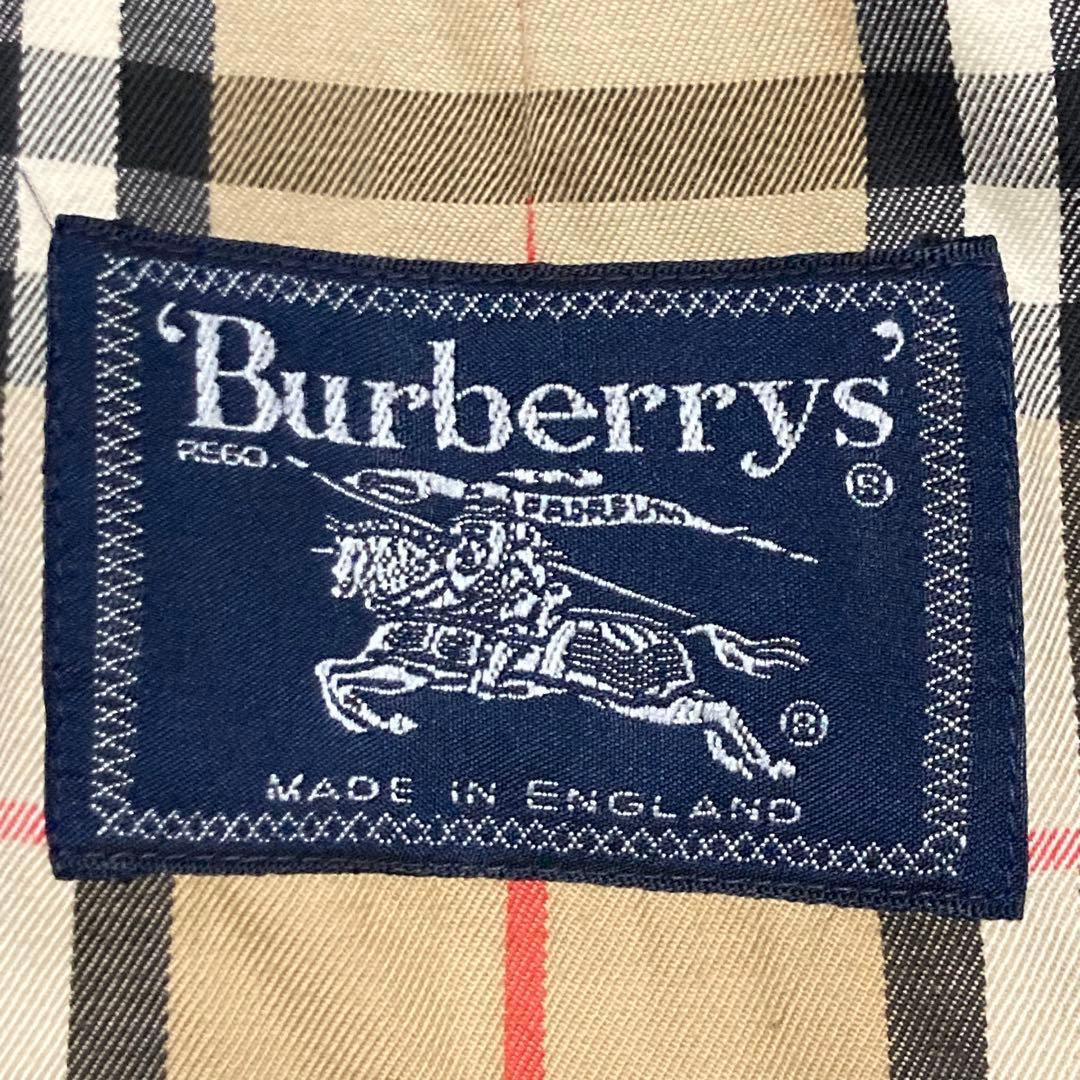 ‘Burberrys’
REGD.
®
®
MADE IN ENGLAND